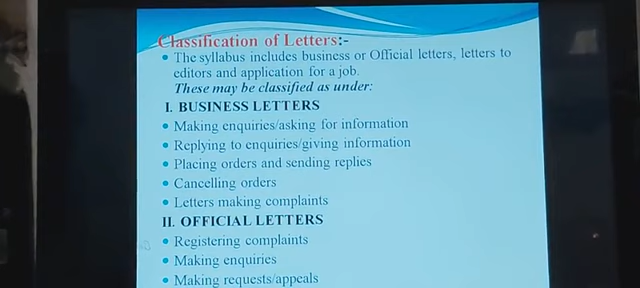 Classification of Letters:-
• The syllabus includes business or Official letters, letters to
editors and application for a job.
These may be classified as under:
I. BUSINESS LETTERS
• Making enquiries/asking for information
• Replying to enquiries/giving information
• Placing orders and sending replies
• Cancelling orders
• Letters making complaints
II. OFFICIAL LETTERS
• Registering complaints
• Making enquiries
• Making requests/appeals